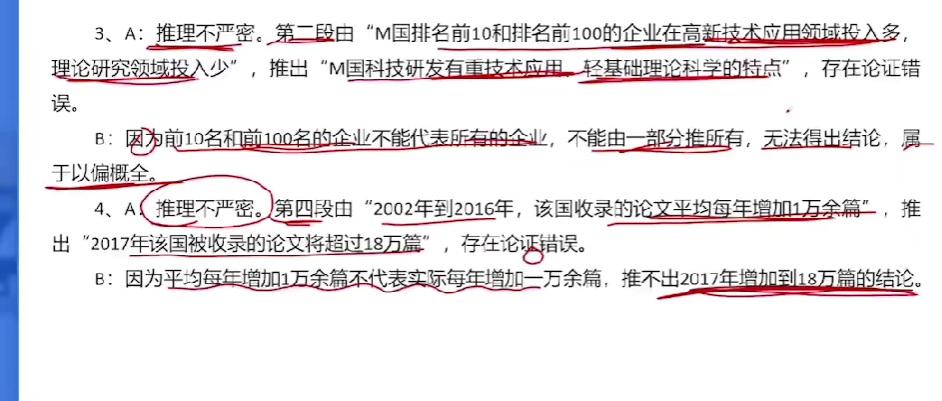 3、A：推理不严密。第二段由“M国排名前10和排名前100的企业在高新技术应用领域投入多，
理论研究领域投入少”，推出“M国科技研发有重技术应用、轻基础理论科学的特点”，存在论证错
误。
B：因为前10名和前100名的企业不能代表所有的企业，不能由一部分推所有，无法得出结论，属
于以偏概全。
4、A：推理不严密。第四段由“2002年到2016年，该国收录的论文平均每年增加1万余篇”，推
出“2017年该国被收录的论文将超过18万篇”，存在论证错误。
B：因为平均每年增加1万余篇不代表实际每年增加一万余篇，推不出2017年增加到18万篇的结论。